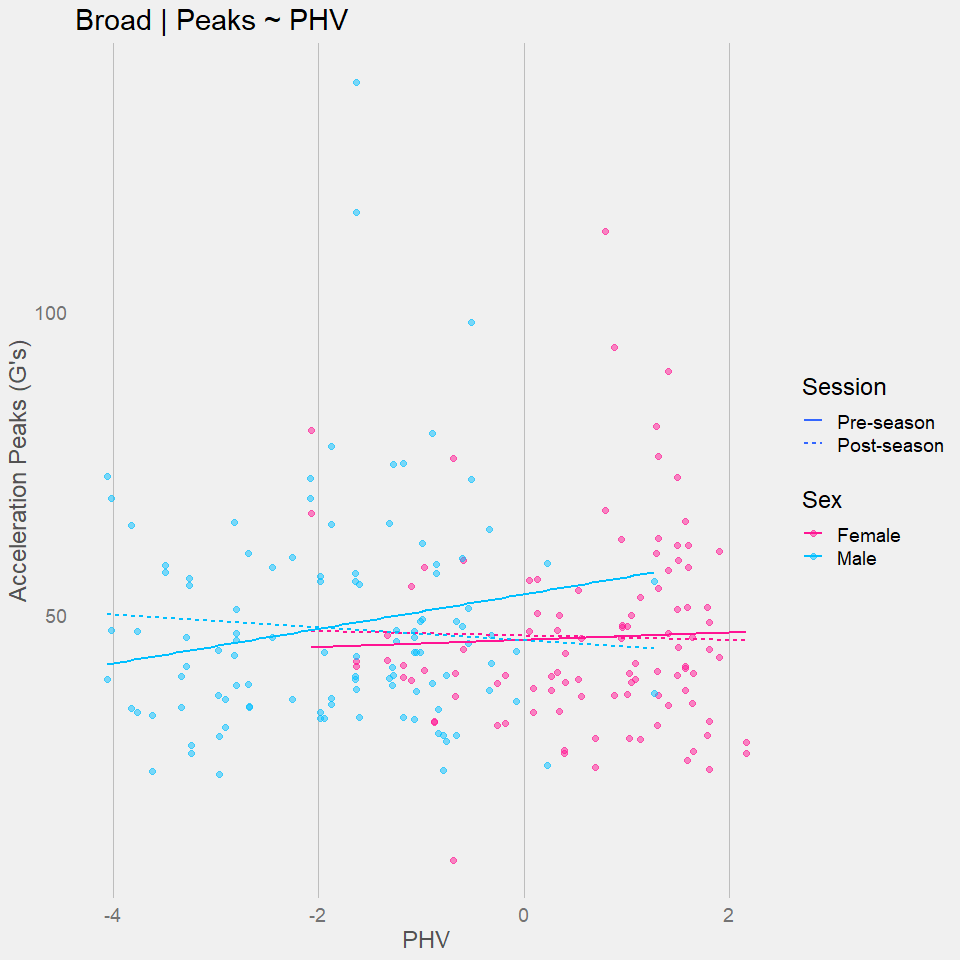 Broad | Peaks ~ PHV
Acceleration Peaks (G's)
100
50
-4
-2
0
2
PHV
Session
Pre-season
Post-season
Sex
Female
Male